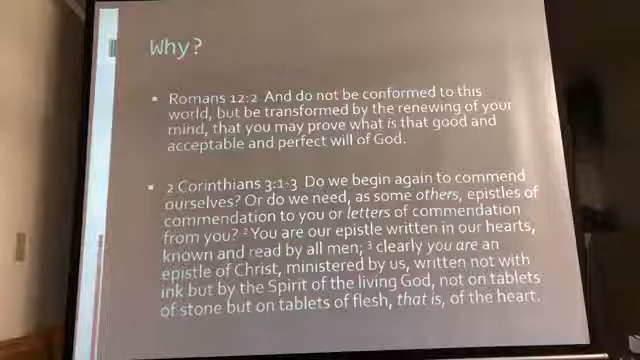 Why?
Romans 12:2 And do not be conformed to this
world, but be transformed by the renewing of your
mind, that you may prove what is that good and
acceptable and perfect will of God.
2 Corinthians 3:1-3 Do we begin again to commend
ourselves? Or do we need, as some others, epistles of
commendation to you or letters of commendation
from you? ² You are our epistle written in our hearts,
known and read by all men; ³ clearly you are an
epistle of Christ, ministered by us, written not with
ink but by the Spirit of the living God, not on tablets
of stone but on tablets of flesh, that is, of the heart.